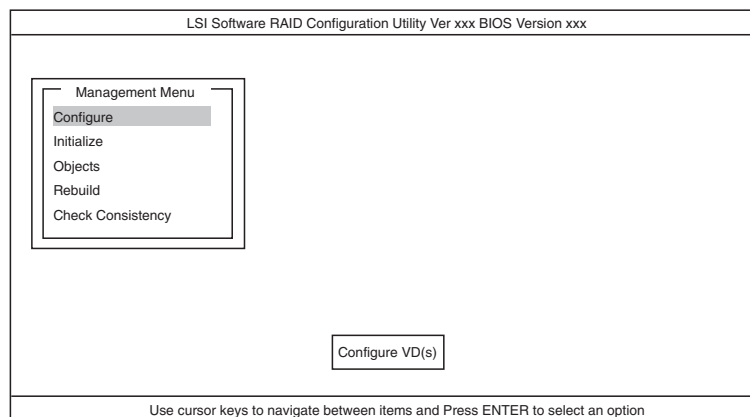 LSI Software RAID Configuration Utility Ver xxx BIOS Version xxx
Management Menu
Configure
Initialize
Objects
Rebuild
Check Consistency
Configure VD(s)
Use cursor keys to navigate between items and Press ENTER to select an option